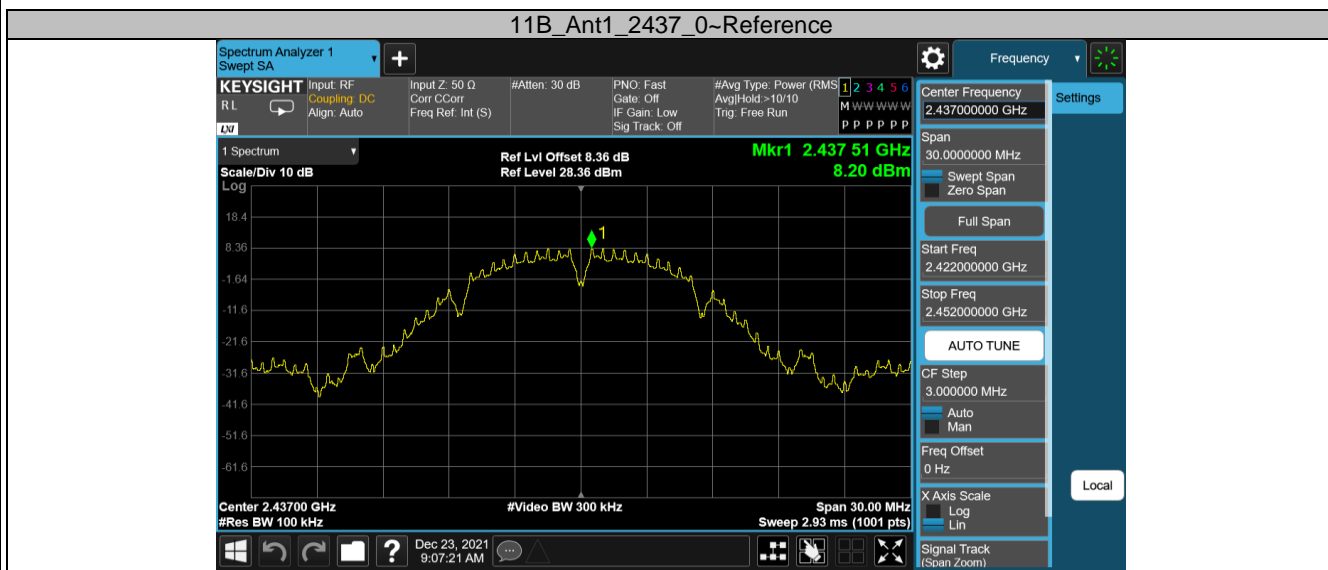 11B_Ant1_2437_0~Reference
Spectrum Analyzer 1
Swept SA
+
Frequency
KEYSIGHT
R L
LXI
Input: RF
Coupling: DC
Align: Auto
Input Z: 50 Ω
Corr CCorr
Freq Ref: Int (S)
#Atten: 30 dB
PNO: Fast
Gate: Off
IF Gain: Low
Sig Track: Off
#Avg Type: Power (RMS
Avg|Hold:>10/10
Trig: Free Run
1 2 3 4 5 6
M W W W W W
P P P P P P
Settings
Center Frequency
2.437000000 GHz
Span
30.0000000 MHz
Swept Span
Zero Span
Full Span
Start Freq
2.422000000 GHz
Stop Freq
2.452000000 GHz
AUTO TUNE
CF Step
3.000000 MHz
Auto
Man
Freq Offset
0 Hz
X Axis Scale
Log
Lin
Signal Track
(Span Zoom)
Local
1 Spectrum
Scale/Div 10 dB
Log
Ref Lvl Offset 8.36 dB
Ref Level 28.36 dBm
Mkr1 2.437 51 GHz
8.20 dBm
1
18.4
8.36
-1.64
-11.6
-21.6
-31.6
-41.6
-51.6
-61.6
Center 2.43700 GHz
#Res BW 100 kHz
#Video BW 300 kHz
Span 30.00 MHz
Sweep 2.93 ms (1001 pts)
?
Dec 23, 2021
9:07:21 AM